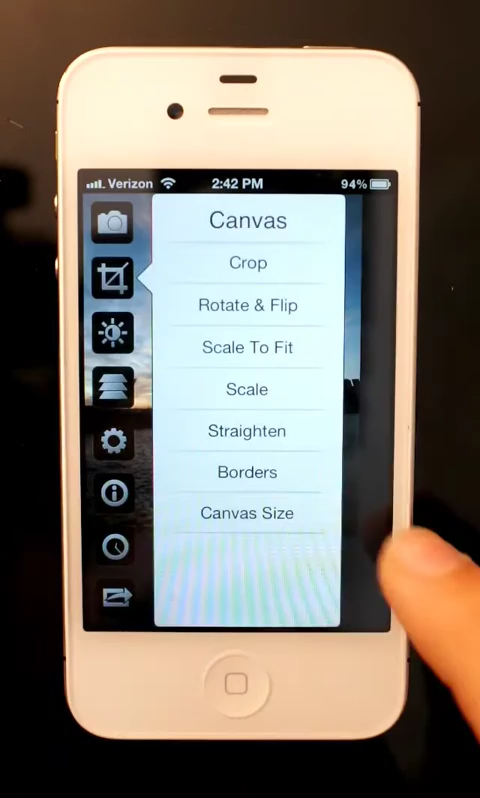 Verizon 2:42 PM 94%
Canvas
Crop
Rotate & Flip
Scale To Fit
Scale
Straighten
Borders
Canvas Size